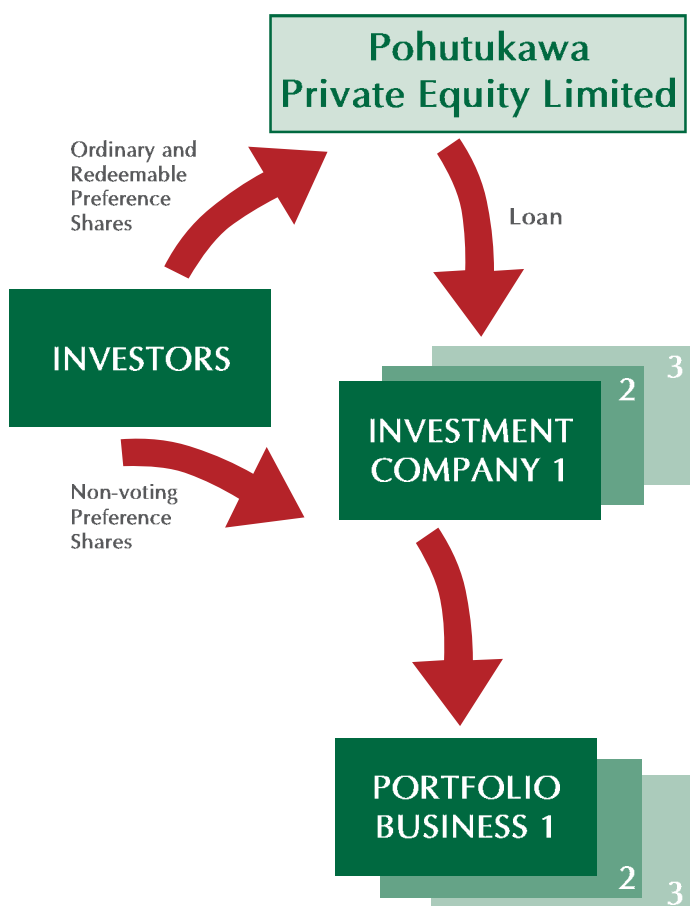 Pohutukawa
Private Equity Limited
Ordinary and
Redeemable
Preference
Shares
Loan
INVESTORS
3
2
INVESTMENT
COMPANY 1
Non-voting
Preference
Shares
PORTFOLIO
BUSINESS 1
2
3